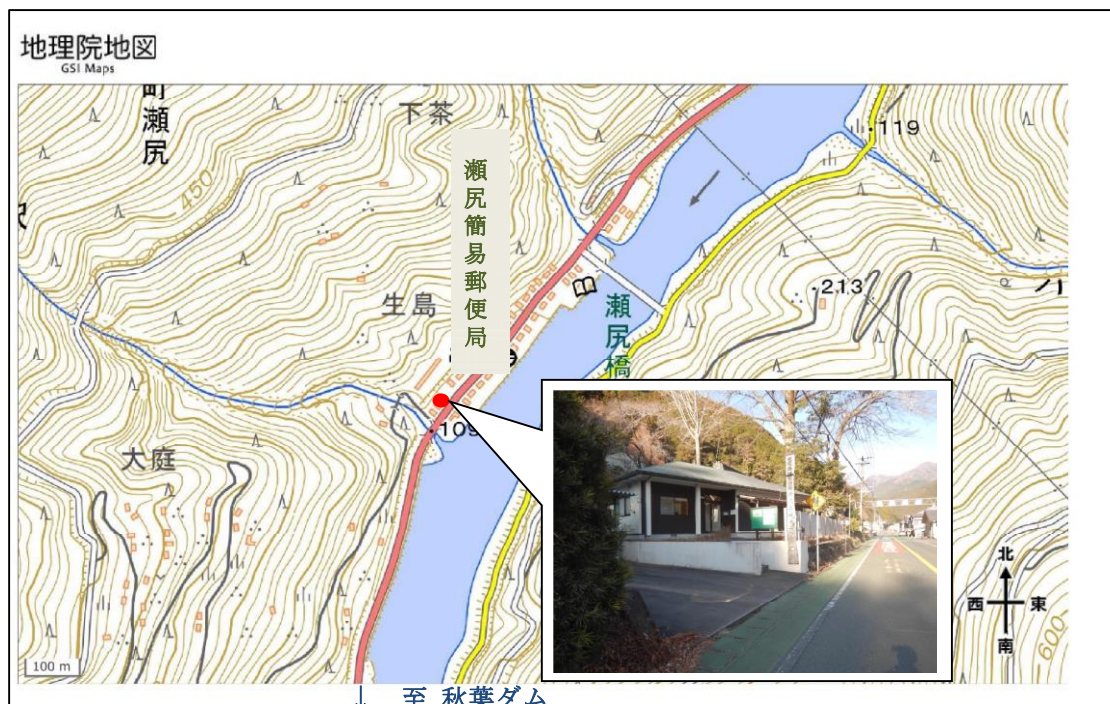 地理院地図
GSI Maps
町瀬尻
下茶
119
瀬尻簡易郵便局
450
生島
213
瀬尻橋
109
大庭
北
西 東
南
600
100 m
至 秋葉ダム